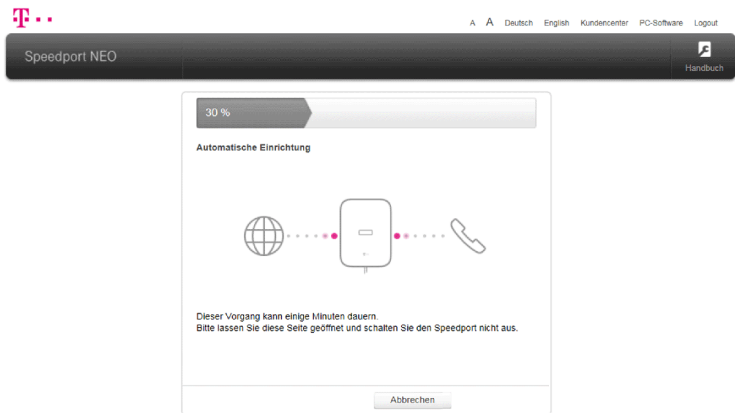 T
A A Deutsch English Kundencenter PC-Software Logout
Speedport NEO
Handbuch
30 %
Automatische Einrichtung
Dieser Vorgang kann einige Minuten dauern.
Bitte lassen Sie diese Seite geöffnet und schalten Sie den Speedport nicht aus.
Abbrechen